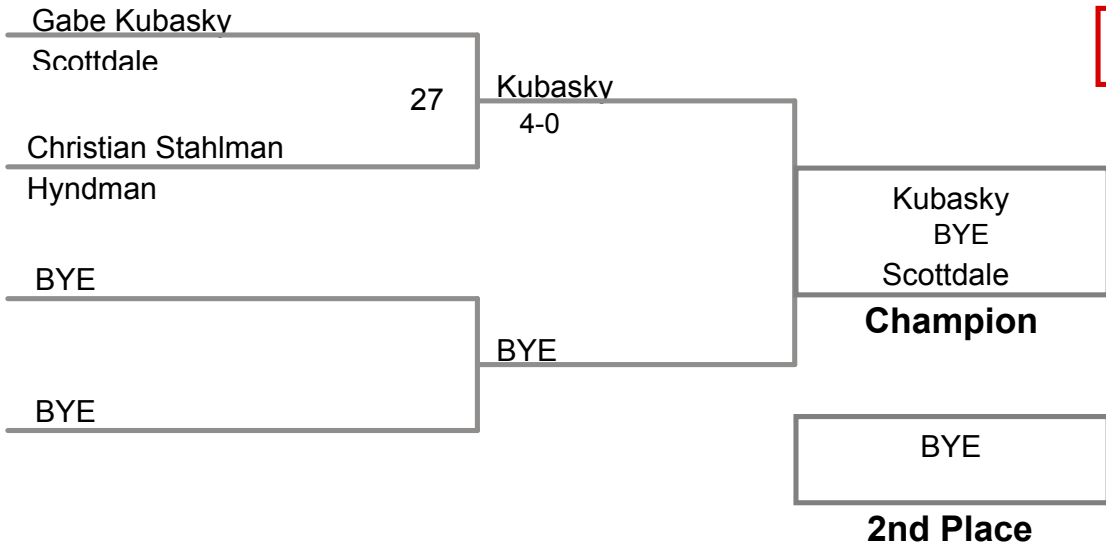 Gabe Kubasky
Scottdale
27
Kubasky
4-0
Christian Stahlman
Hyndman
Kubasky
BYE
Scottdale
Champion
BYE
BYE
BYE
BYE
2nd Place